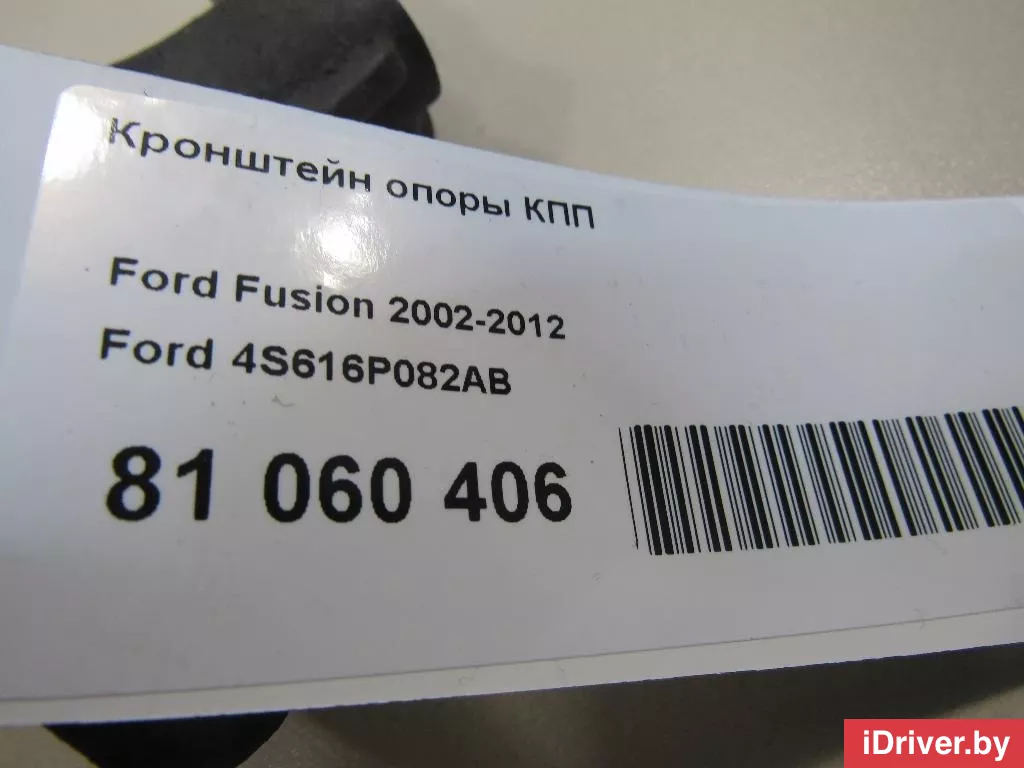 Кронштейн опоры КПП
Ford Fusion 2002-2012
Ford 4S616P082AB
81 060 406
iDriver.by